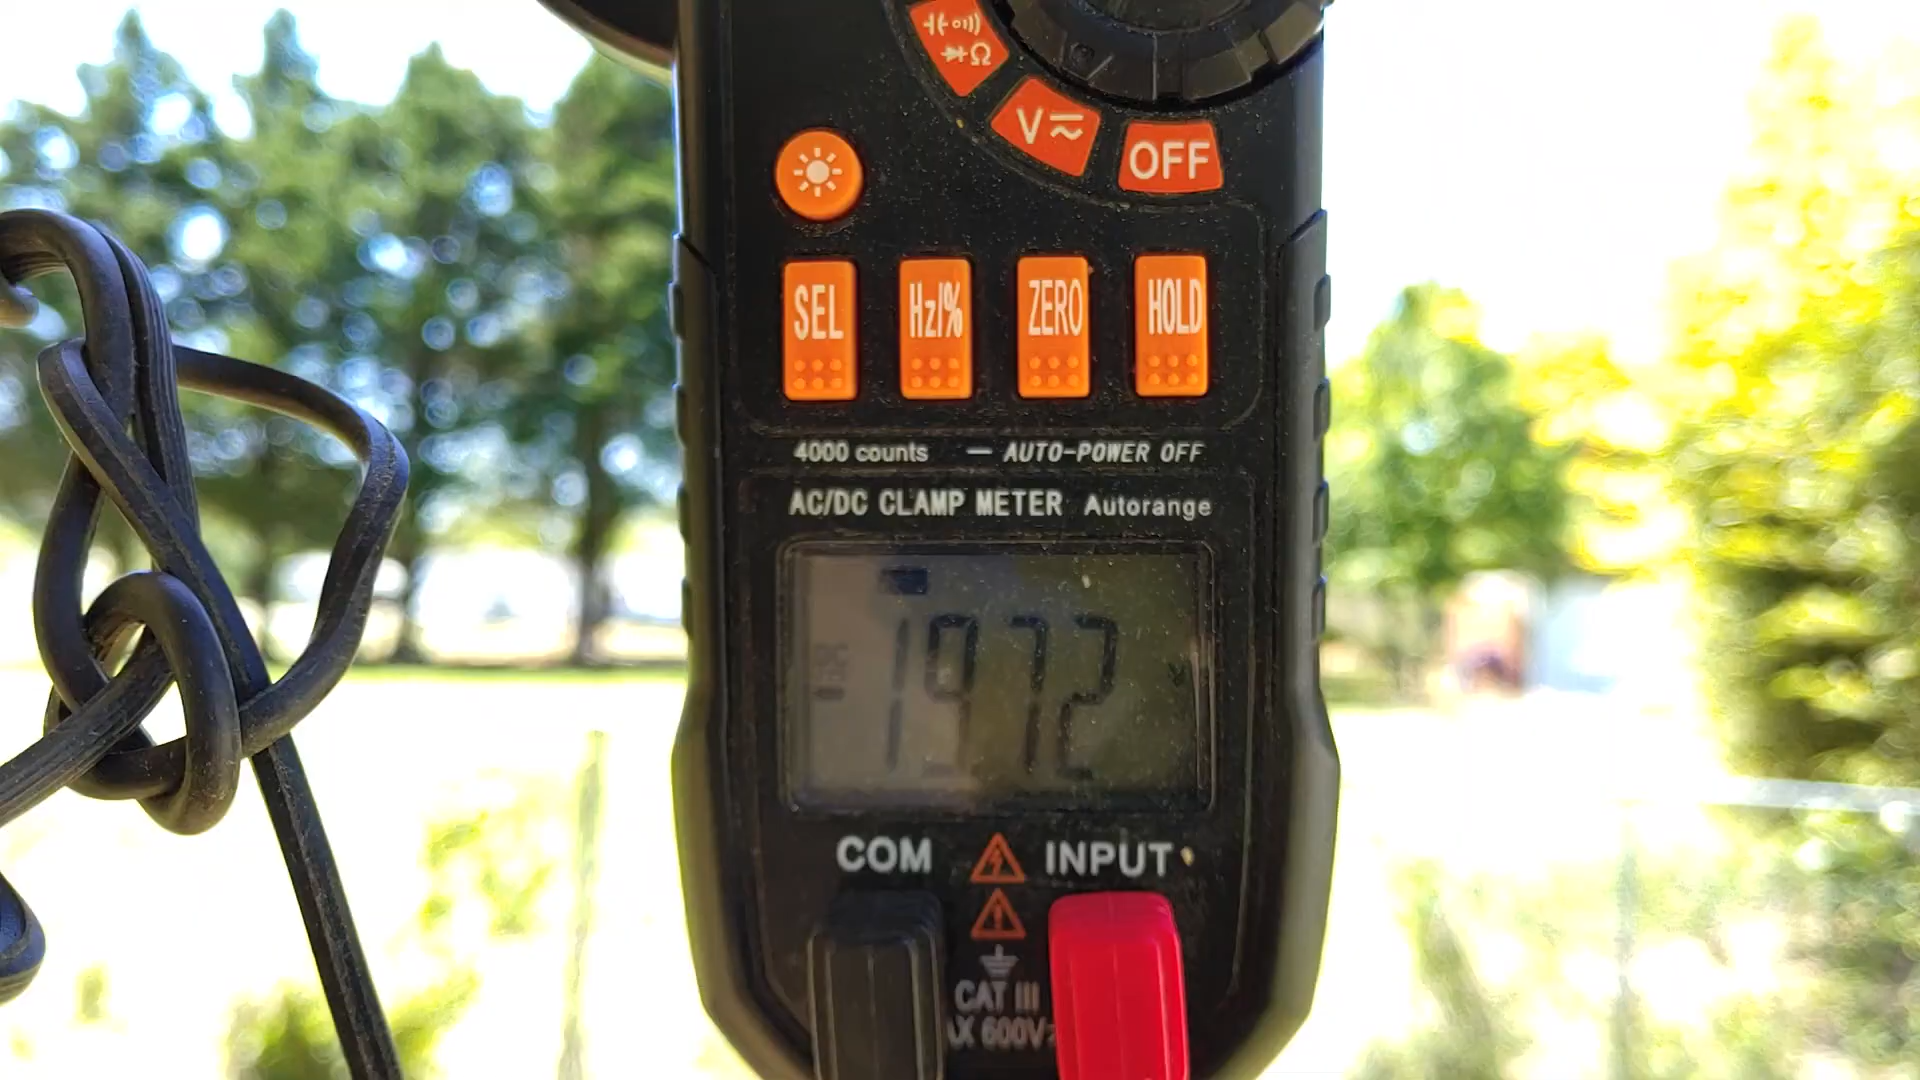 Ω
V
OFF
SEL Hz/% ZERO HOLD
4000 counts — AUTO-POWER OFF
AC/DC CLAMP METER Autorange
1972
COM INPUT
CAT III
600V